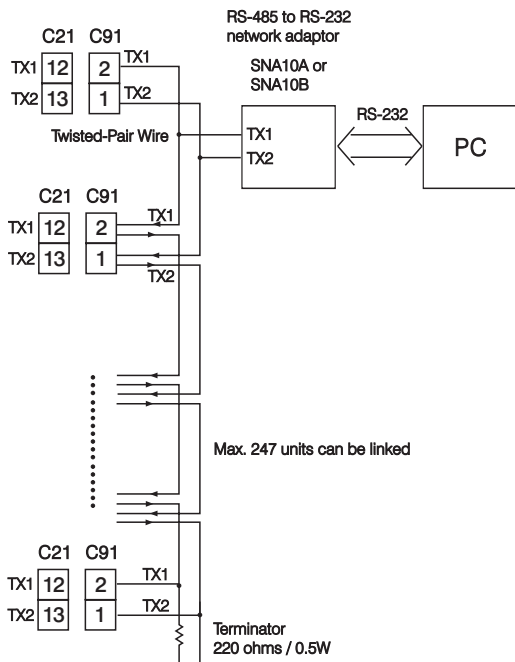 RS-485 to RS-232
network adaptor
C21 C91
SNA10A or
SNA10B
TX1 12 2 TX1
TX2 13 1 TX2
RS-232
TX1
TX2
PC
Twisted-Pair Wire
C21 C91
TX1 12 2 TX1
TX2 13 1
TX2
Max. 247 units can be linked
C21 C91
TX1 12 2 TX1
TX2 13 1 TX2
Terminator
220 ohms / 0.5W